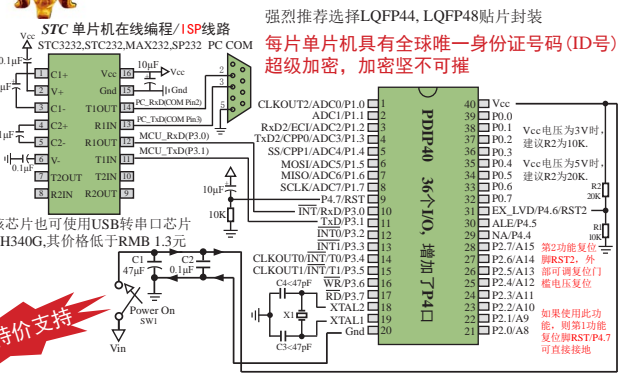 STC 单片机在线编程/ISP线路
STC3232,STC232,MAX232,SP232 PC COM
强烈推荐选择LQFP44, LQFP48贴片封装
每片单片机具有全球唯一身份证号码(ID号)
超级加密，加密坚不可摧
Vcc
0.1μF
1 C1+
2 V+
3 C1-
4 C2+
5 C2-
6 V-
7 T2OUT
8 R2IN
Vcc 16
Gnd 15
T1OUT 14
R1IN 13
R1OUT 12
T1IN 11
T2IN 10
R2OUT 9
10μF
Vcc
Gnd
PC_RxD(COM Pin2)
PC_TxD(COM Pin3)
MCU_RxD(P3.0)
MCU_TxD(P3.1)
0.1μF
2
3
5
10μF
10K
芯片也可使用USB转串口芯片
H340G,其价格低于RMB 1.3元
C1
47μF
C2
0.1μF
Power On
SW1
Vin
特价支持
CLKOUT2/ADC0/P1.0 1
ADC1/P1.1 2
RxD2/ECI/ADC2/P1.2 3
TxD2/CPP0/ADC3/P1.3 4
SS/CPP1/ADC4/P1.4 5
MOSI/ADC5/P1.5 6
MISO/ADC6/P1.6 7
SCLK/ADC7/P1.7 8
P4.7/RST 9
INT/RxD/P3.0 10
TxD/P3.1 11
INT0/P3.2 12
INT1/P3.3 13
CLKOUT0/INT/T0/P3.4 14
CLKOUT1/INT/T1/P3.5 15
WR/P3.6 16
RD/P3.7 17
XTAL2 18
XTAL1 19
Gnd 20
C4<47pF
X1
C3<47pF
PDIP40 36个I/O, 增加了P4口
40 Vcc
39 P0.0
38 P0.1
37 P0.2
36 P0.3
35 P0.4
34 P0.5
33 P0.6
32 P0.7
31 EX_LVD/P4.6/RST2
30 ALE/P4.5
29 NA/P4.4
28 P2.7/A15
27 P2.6/A14
26 P2.5/A13
25 P2.4/A12
24 P2.3/A11
23 P2.2/A10
22 P2.1/A9
21 P2.0/A8
Vcc电压为3V时,
建议R2为10K.
Vcc电压为5V时,
建议R2为20K.
R2
20K
R1
10K
第2功能复位
脚RST2，外
部可调复位门
槛电压复位
如果使用此功
能，则第1功能
复位脚RST/P4.7
可直接接地